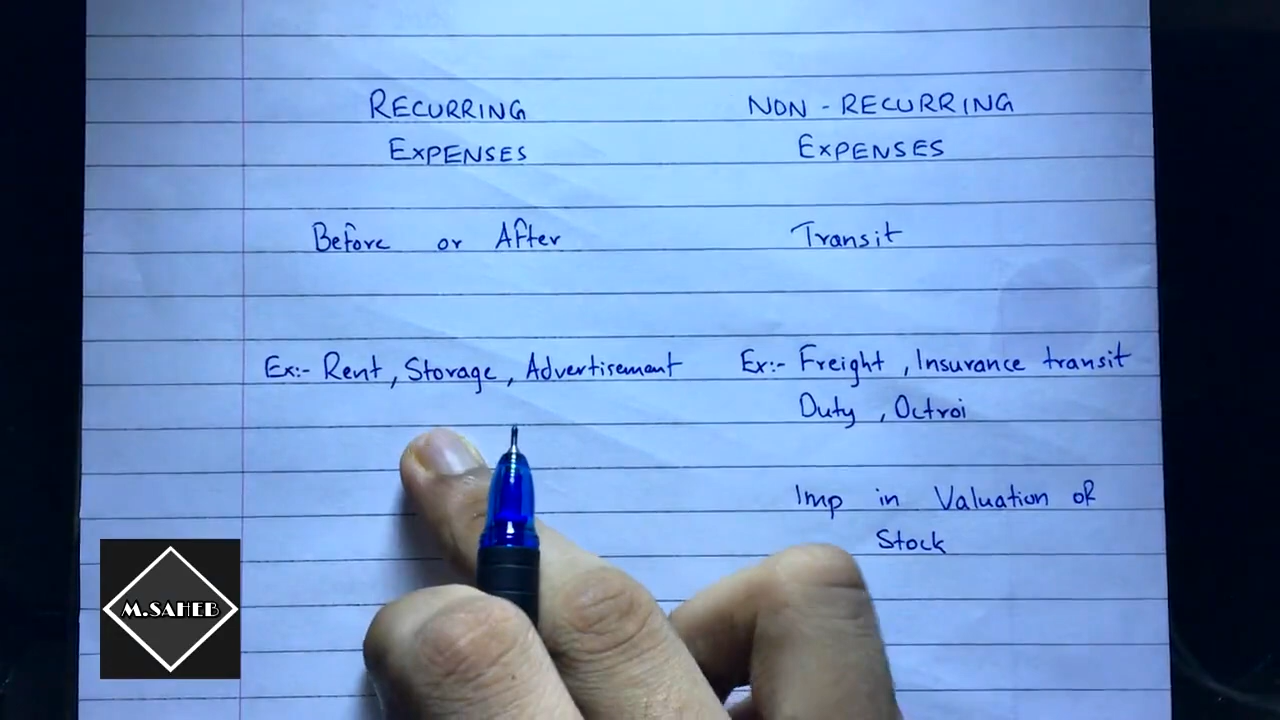 RECURRING
EXPENSES
Before or After
Ex:- Rent, Storage, Advertisement
NON - RECURRING
EXPENSES
Transit
Ex:- Freight, Insurance transit
Duty, Octroi
Imp in Valuation of
Stock
M.SAHEB